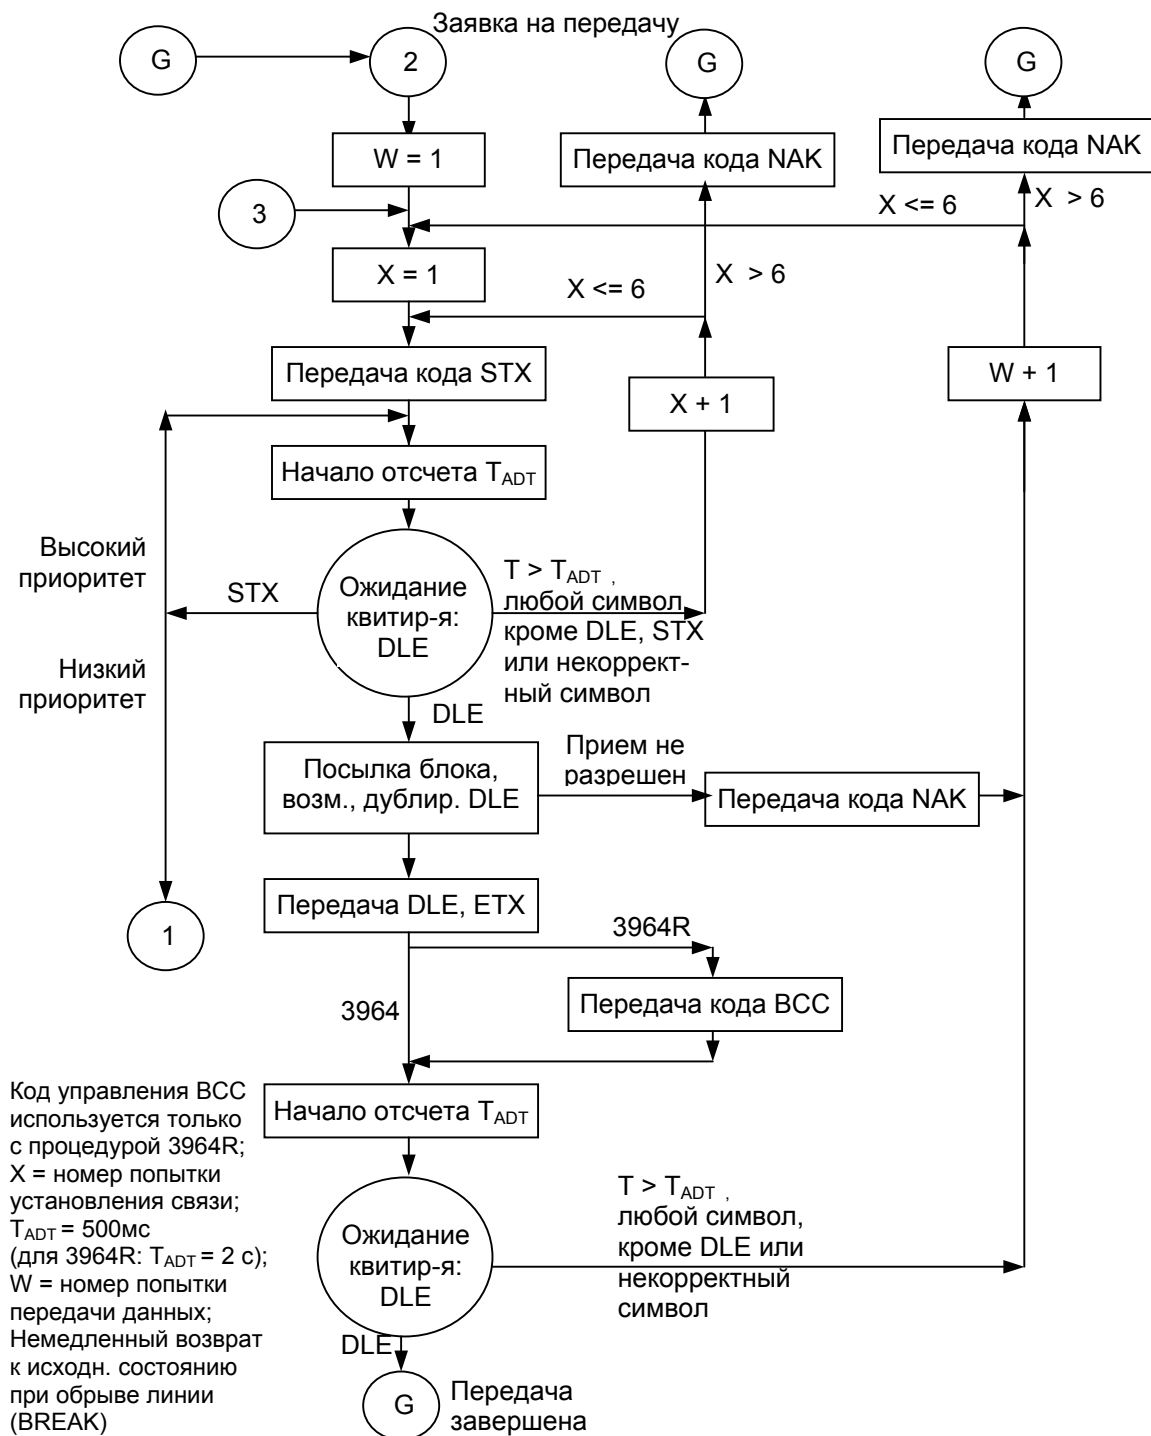 Заявка на передачу
G
2
G
G
W = 1
Передача кода NAK
Передача кода NAK
3
X <= 6
X > 6
X = 1
X <= 6
X > 6
Передача кода STX
X + 1
W + 1
Начало отсчета TADT
Высокий
приоритет
STX
Ожидание
квитир-я:
DLE
T > TADT ,
любой символ
кроме DLE, STX
или некоррект-
ный символ
Низкий
приоритет
DLE
Посылка блока,
возм., дублир. DLE
Прием не
разрешен
Передача кода NAK
Передача DLE, ETX
1
3964R
3964
Передача кода BCC
Начало отсчета TADT
Код управления BCC
используется только
с процедурой 3964R;
X = номер попытки
установления связи;
TADT = 500мс
(для 3964R: TADT = 2 с);
W = номер попытки
передачи данных;
Немедленный возврат
к исходн. состоянию
при обрыве линии
(BREAK)
Ожидание
квитир-я:
DLE
T > TADT ,
любой символ,
кроме DLE или
некорректный
символ
DLE
G
Передача
завершена